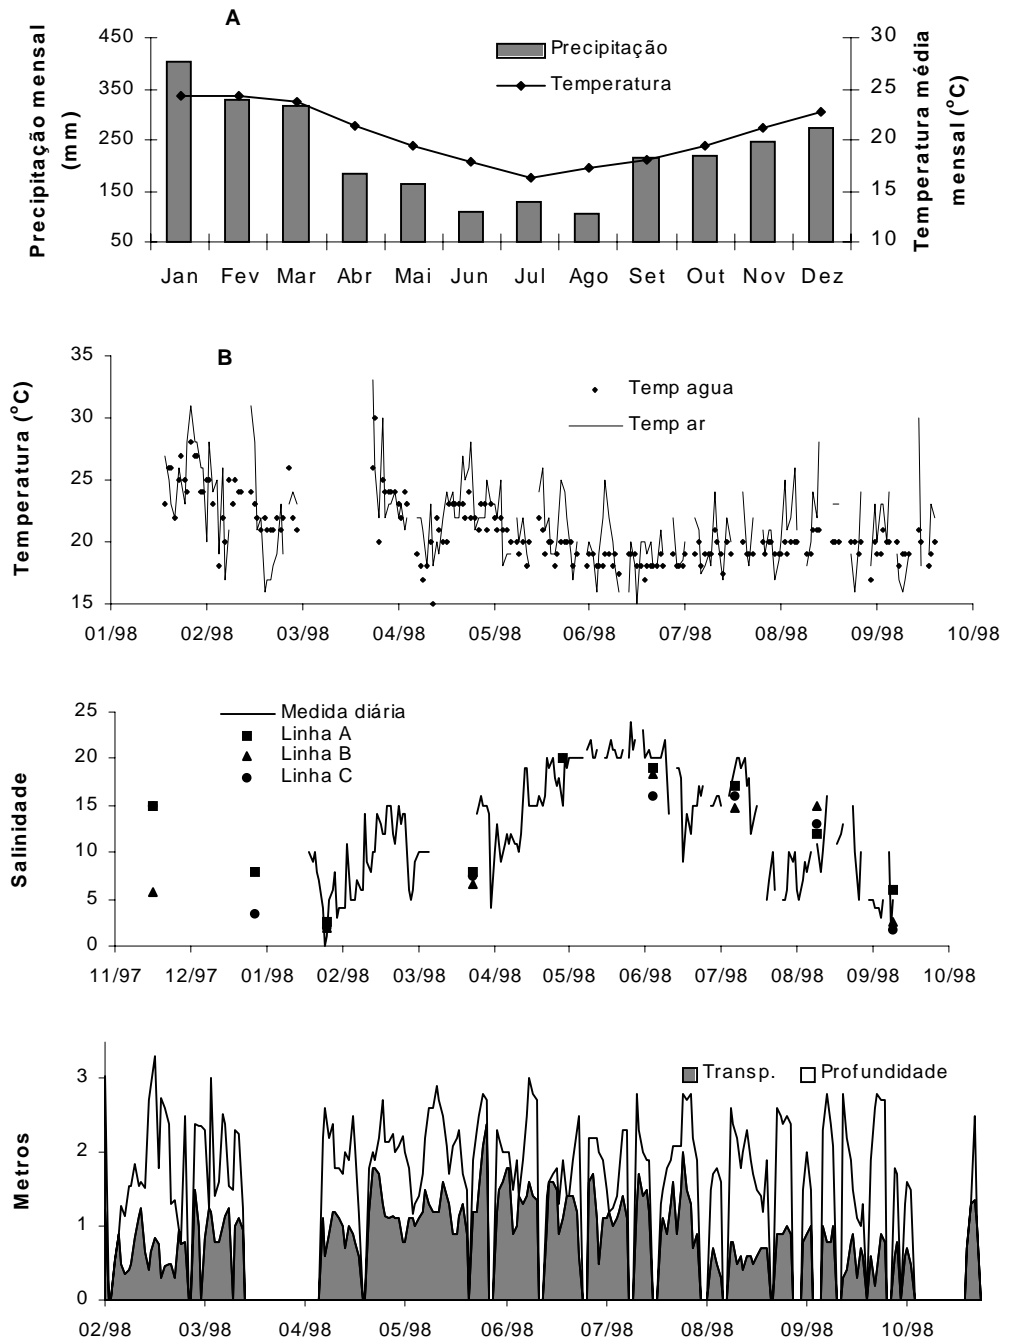 A
Precipitação mensal
(mm)
450
350
250
150
50
Precipitação
Temperatura
30
25
20
15
10
Temperatura média
mensal (°C)
Jan Fev Mar Abr Mai Jun Jul Ago Set Out Nov Dez
B
Temperatura (°C)
35
30
25
20
15
Temp agua
Temp ar
01/98 02/98 03/98 04/98 05/98 06/98 07/98 08/98 09/98 10/98
Salinidade
25
20
15
10
5
0
Medida diária
Linha A
Linha B
Linha C
11/97 12/97 01/98 02/98 03/98 04/98 05/98 06/98 07/98 08/98 09/98 10/98
Metros
3
2
1
0
Transp. Profundidade
02/98 03/98 04/98 05/98 06/98 07/98 08/98 09/98 10/98